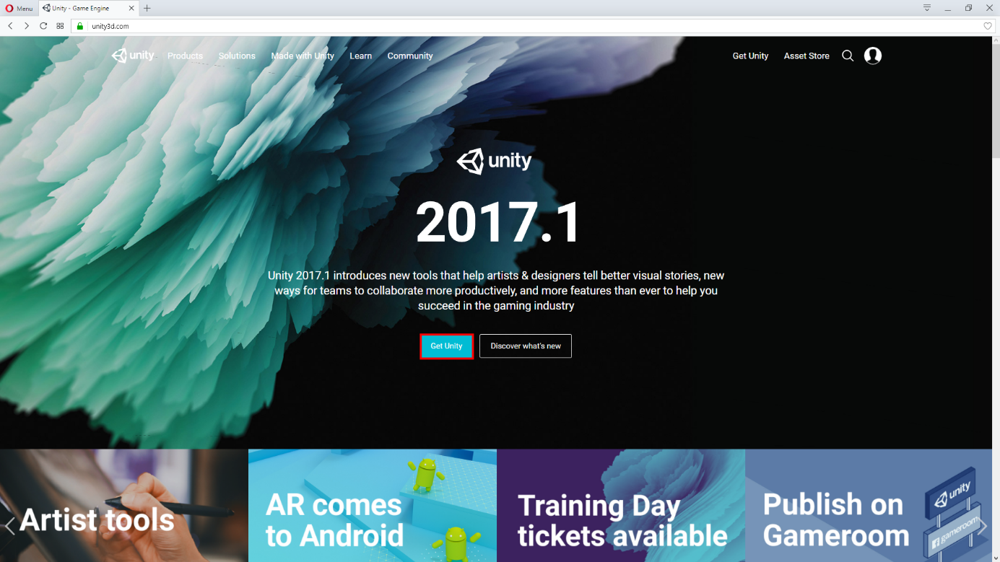 Menu
Unity - Game Engine
unity3d.com
unity Products Solutions Made with Unity Learn Community Get Unity Asset Store
unity
2017.1
Unity 2017.1 introduces new tools that help artists & designers tell better visual stories, new
ways for teams to collaborate more productively, and more features than ever to help you
succeed in the gaming industry
Get Unity Discover what's new
Artist tools
AR comes
to Android
Training Day
tickets available
Publish on
Gameroom
unity
gameroom